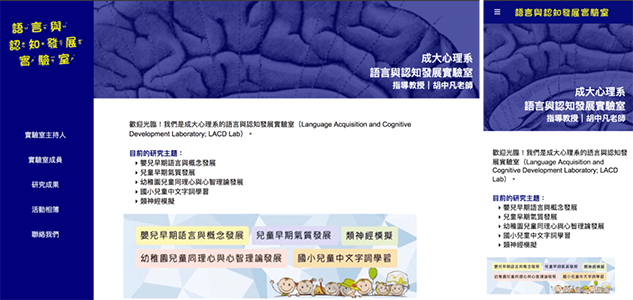 語言與
認知發展
實驗室
實驗室主持人
實驗室成員
研究成果
活動相簿
聯絡我們
成大心理系
語言與認知發展實驗室
指導教授｜胡中凡老師
歡迎光臨！我們是成大心理系的語言與認知發展實驗室（Language Acquisition and Cognitive
Development Laboratory; LACD Lab）。
目前的研究主題：
嬰兒早期語言與概念發展
兒童早期氣質發展
幼稚園兒童同理心與心智理論發展
國小兒童中文字詞學習
類神經模擬
嬰兒早期語言與概念發展 兒童早期氣質發展 類神經模擬
幼稚園兒童同理心與心智理論發展 國小兒童中文字詞學習
語言與認知發展實驗室
成大心理系
語言與認知發展實驗室
指導教授｜胡中凡老師
歡迎光臨！我們是成大心理系的語言與認知發
展實驗室（Language Acquisition and
Cognitive Development Laboratory; LACD
Lab）。
目前的研究主題：
嬰兒早期語言與概念發展
兒童早期氣質發展
幼稚園兒童同理心與心智理論發展
國小兒童中文字詞學習
類神經模擬
嬰兒早期語言與概念發展 兒童早期氣質發展 類神經模擬
幼稚園兒童同理心與心智理論發展 國小兒童中文字詞學習